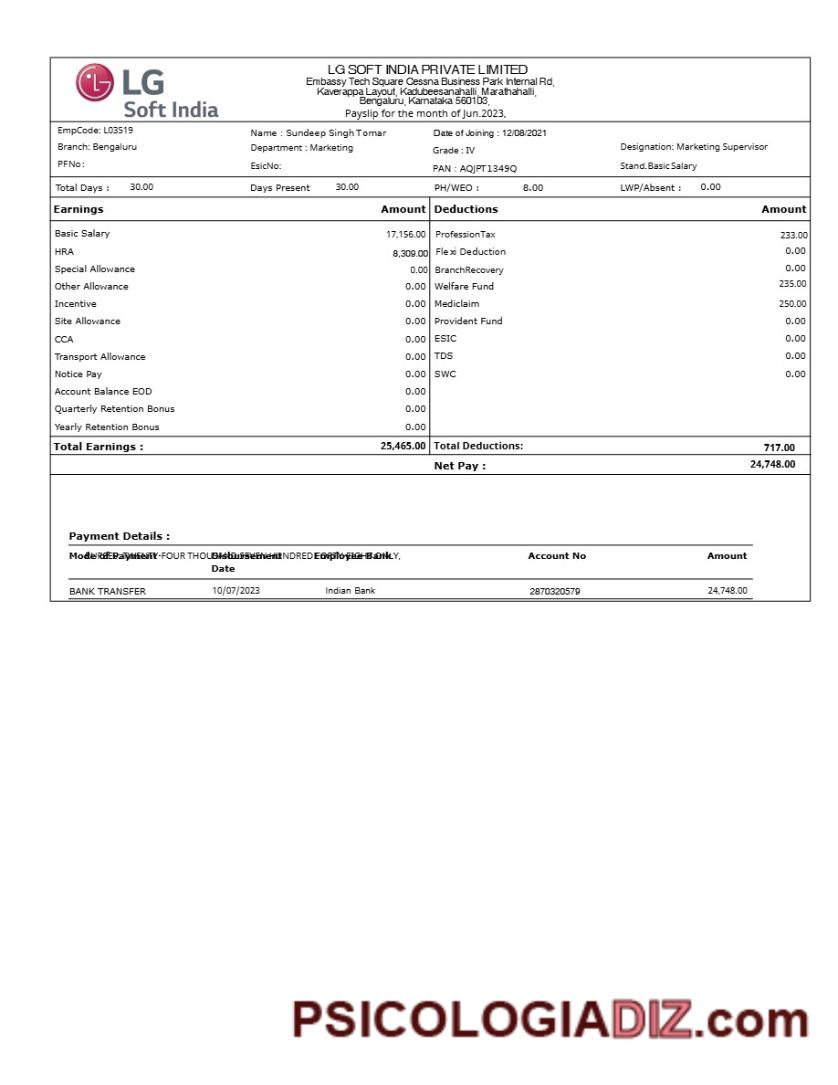 LG
Soft India
LG SOFT INDIA PRIVATE LIMITED
Embassy Tech Square Cessna Business Park Internal Rd,
Kaverappa Layout, Kadubeesanahalli, Marathahalli,
Bengaluru, Karnataka 560103,
Payslip for the month of Jun.2023,
EmpCode: L03519 Name : Sundeep Singh Tomar Date of Joining : 12/08/2021
Branch: Bengaluru Department : Marketing Grade : IV Designation: Marketing Supervisor
PFNo: EsicNo: PAN : AQJPT1349Q Stand.Basic Salary
Total Days : 30.00 Days Present 30.00 PH/WEO : 8.00 LWP/Absent : 0.00
Earnings Amount Deductions Amount
Basic Salary 17,156.00 ProfessionTax 233.00
HRA 8,309.00 Flexi Deduction 0.00
Special Allowance 0.00 BranchRecovery 0.00
Other Allowance 0.00 Welfare Fund 235.00
Incentive 0.00 Mediclaim 250.00
Site Allowance 0.00 Provident Fund 0.00
CCA 0.00 ESIC 0.00
Transport Allowance 0.00 TDS 0.00
Notice Pay 0.00 SWC 0.00
Account Balance EOD 0.00
Quarterly Retention Bonus 0.00
Yearly Retention Bonus 0.00
Total Earnings : 25,465.00 Total Deductions: 717.00
Net Pay : 24,748.00
Payment Details :
Mode of Payment Disbursement Employee Bank Account No Amount
Date
BANK TRANSFER 10/07/2023 Indian Bank 2870320579 24,748.00
PSICOLOGIADIZ.com